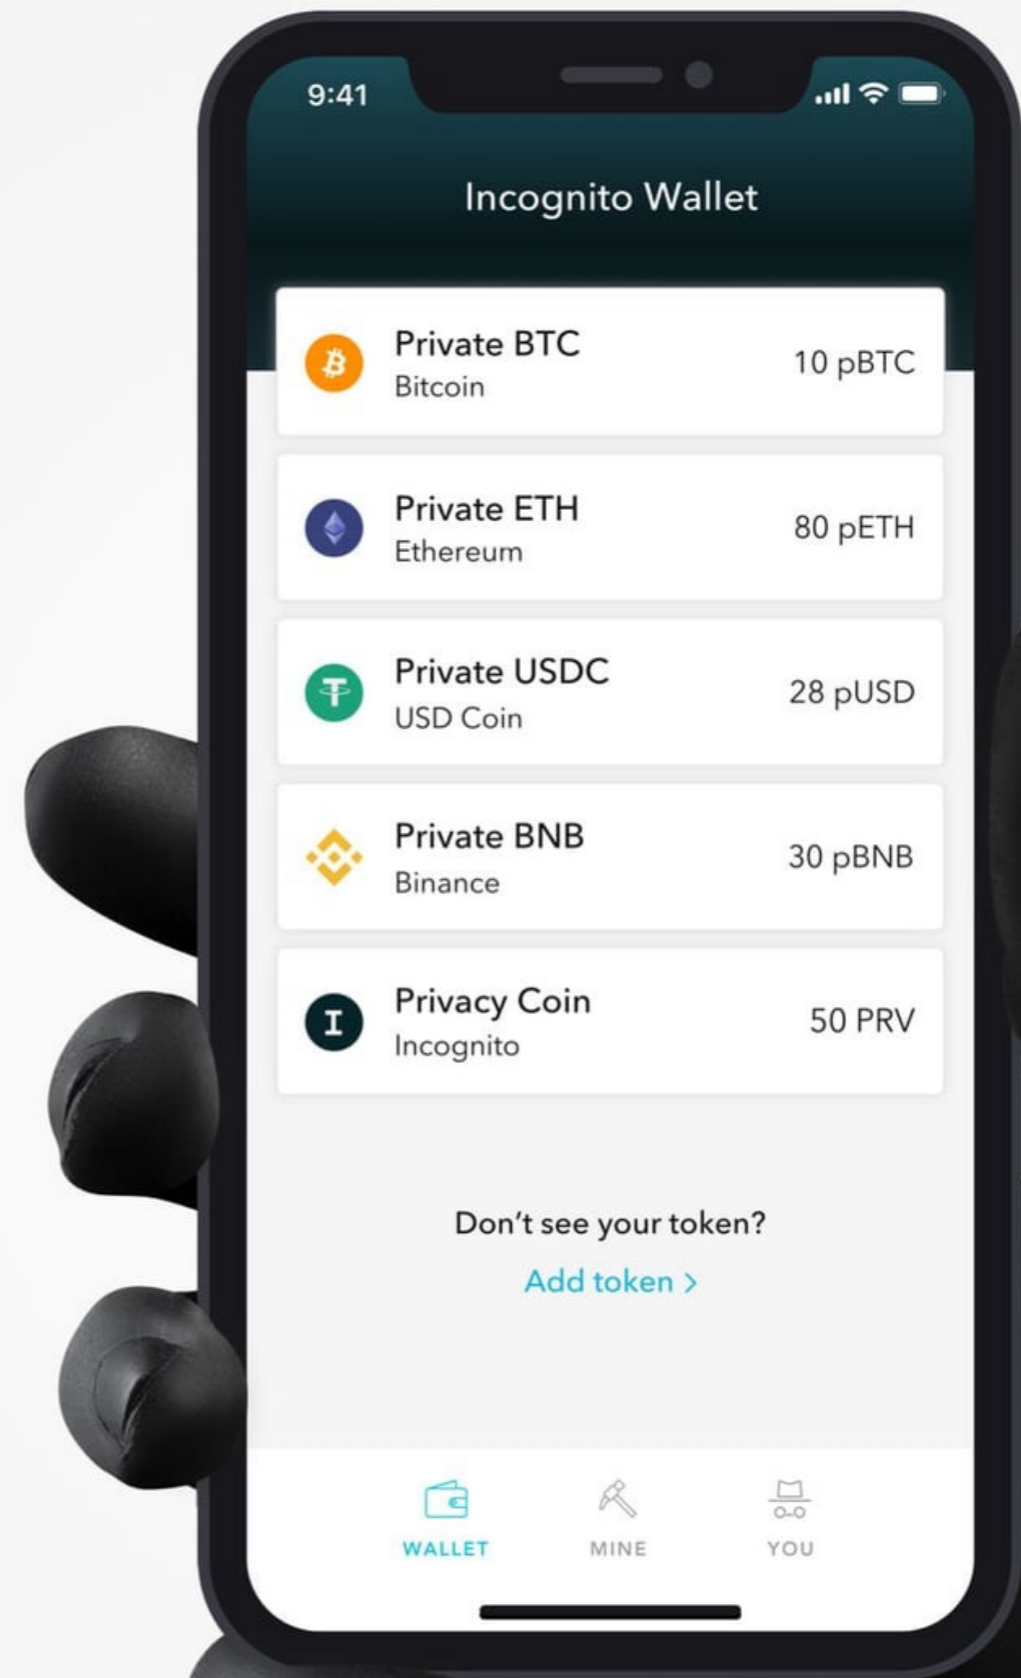 9:41
Incognito Wallet
Private BTC
Bitcoin
10 pBTC
Private ETH
Ethereum
80 pETH
Private USDC
USD Coin
28 pUSD
Private BNB
Binance
30 pBNB
Privacy Coin
Incognito
50 PRV
Don't see your token?
Add token >
WALLET
MINE
YOU